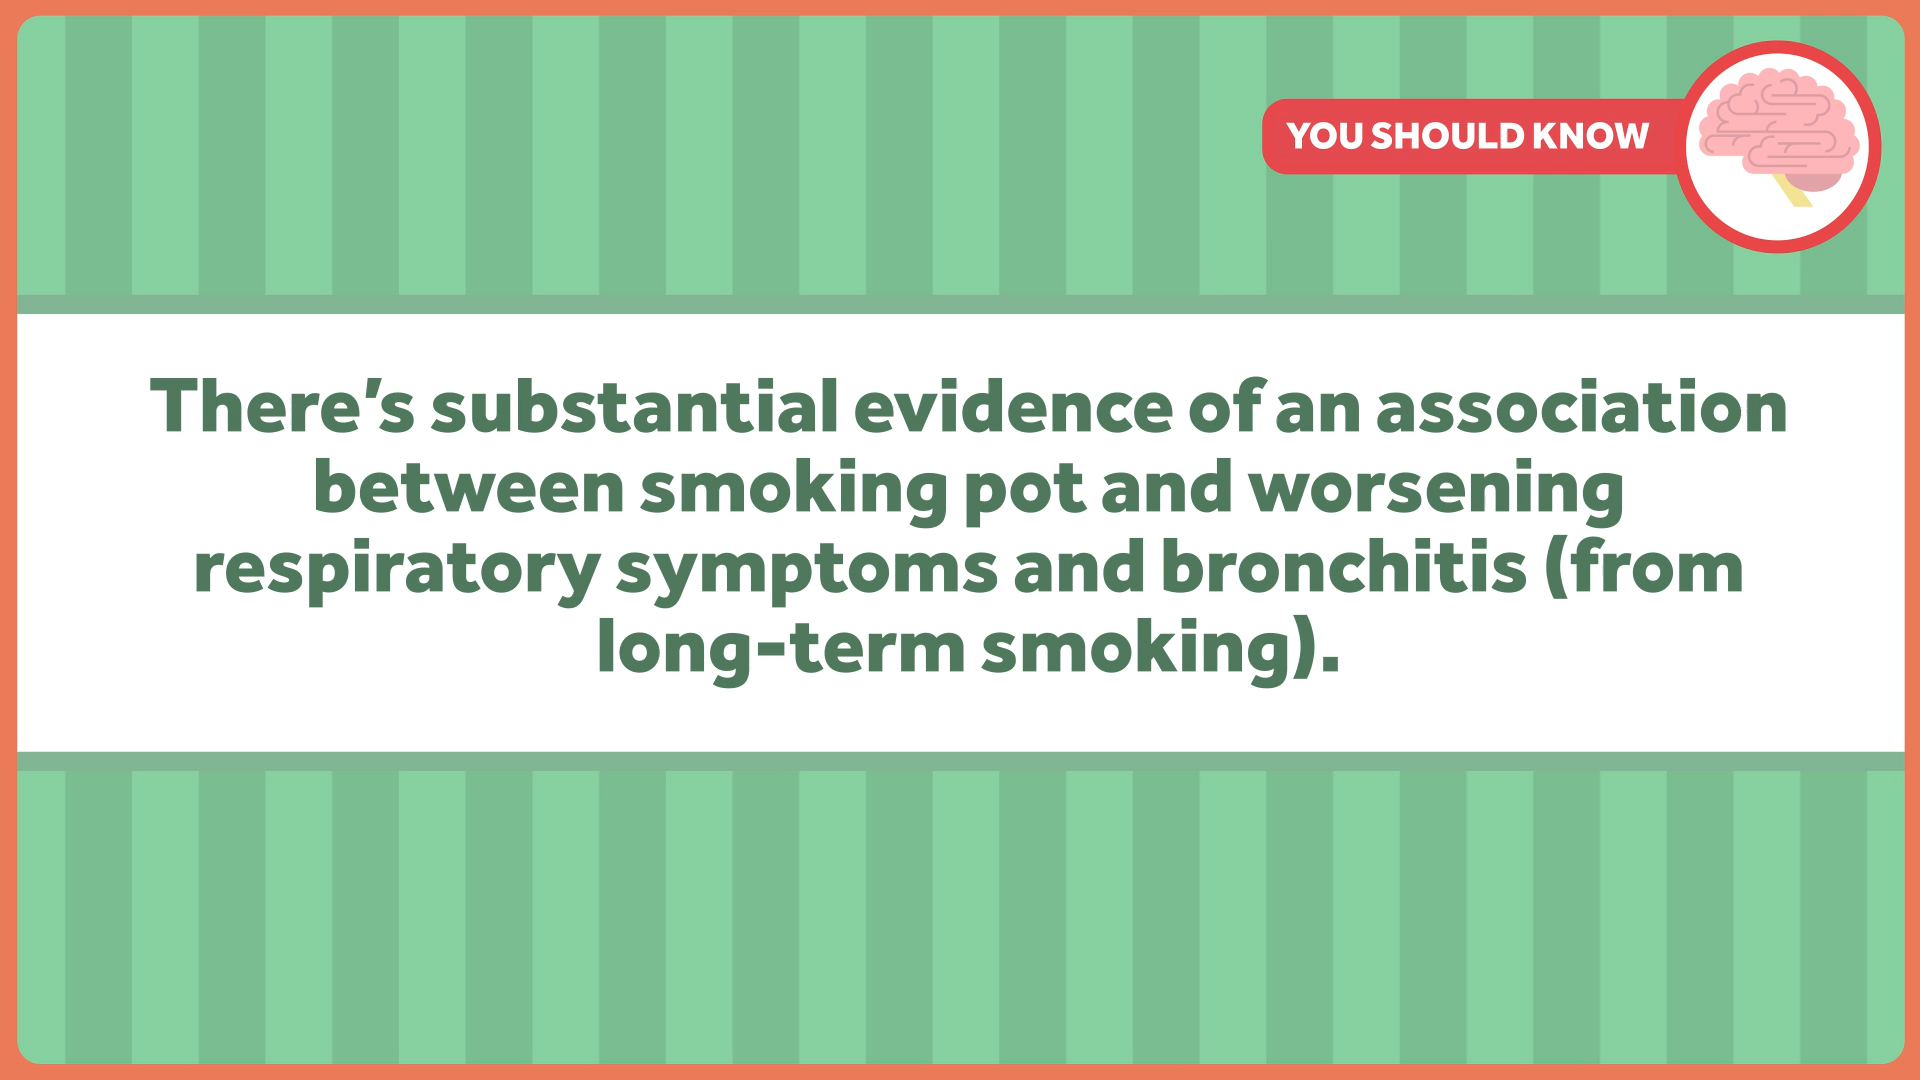 YOU SHOULD KNOW
There’s substantial evidence of an association
between smoking pot and worsening
respiratory symptoms and bronchitis (from
long-term smoking).